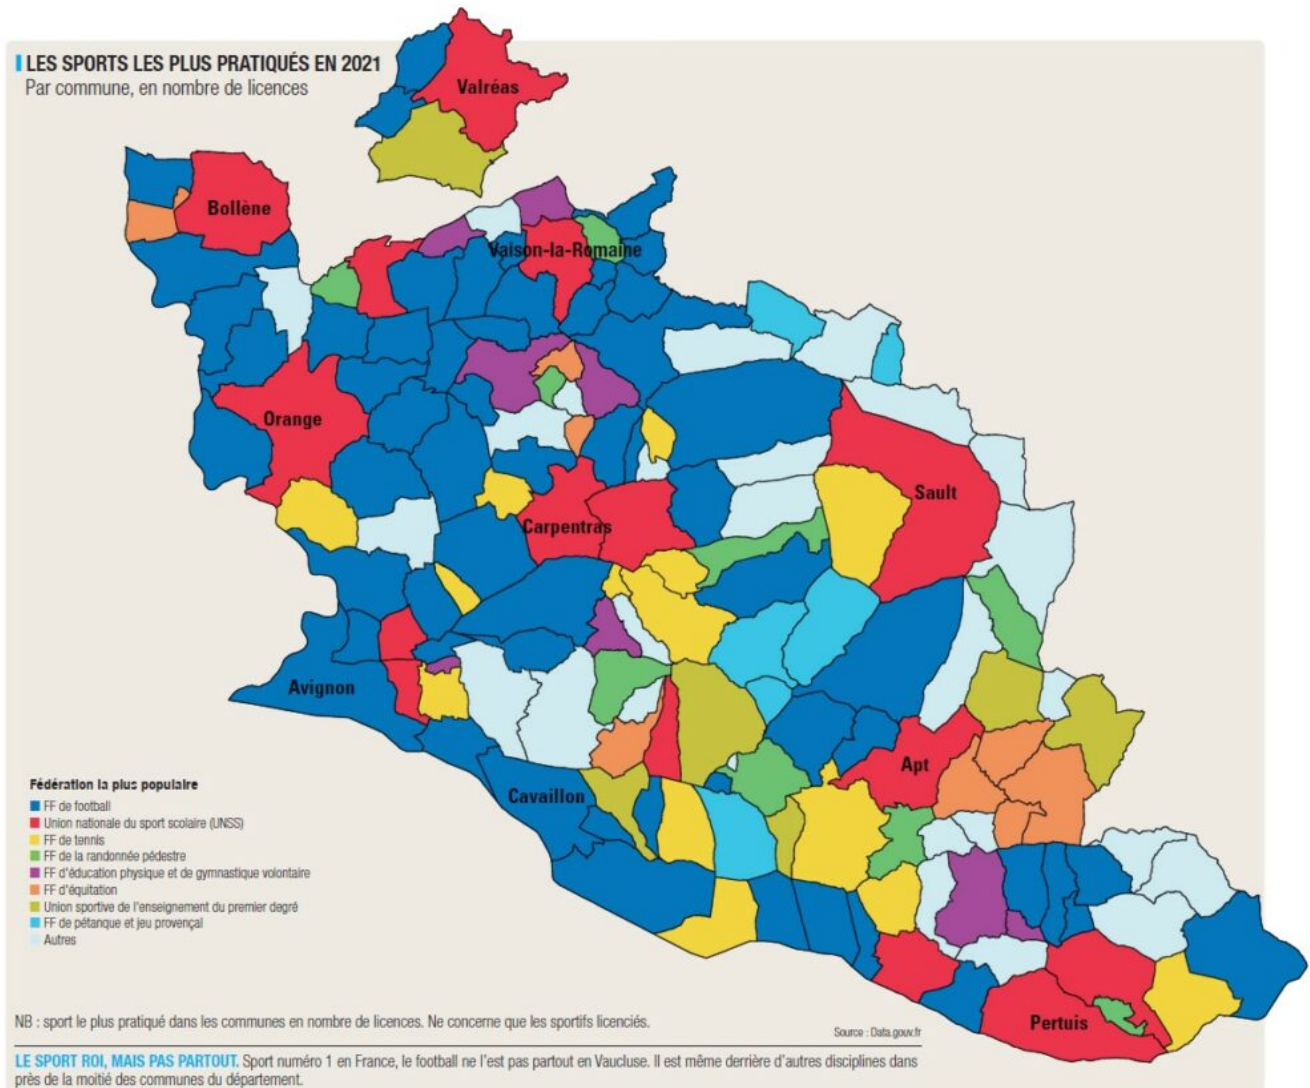 LES SPORTS LES PLUS PRATIQUÉS EN 2021
Par commune, en nombre de licences
Valréas
Bollène
Vaison-la-Romaine
Orange
Sault
Carpentras
Avignon
Apt
Cavaillon
Pertuis
Fédération la plus populaire
FF de football
Union nationale du sport scolaire (UNSS)
FF de tennis
FF de la randonnée pédestre
FF d'éducation physique et de gymnastique volontaire
FF d'équitation
Union sportive de l'enseignement du premier degré
FF de pétanque et jeu provençal
Autres
NB : sport le plus pratiqué dans les communes en nombre de licences. Ne concerne que les sportifs licenciés.
Source : Data.gouv.fr
LE SPORT ROI, MAIS PAS PARTOUT. Sport numéro 1 en France, le football ne l'est pas partout en Vaucluse. Il est même derrière d'autres disciplines dans
près de la moitié des communes du département.